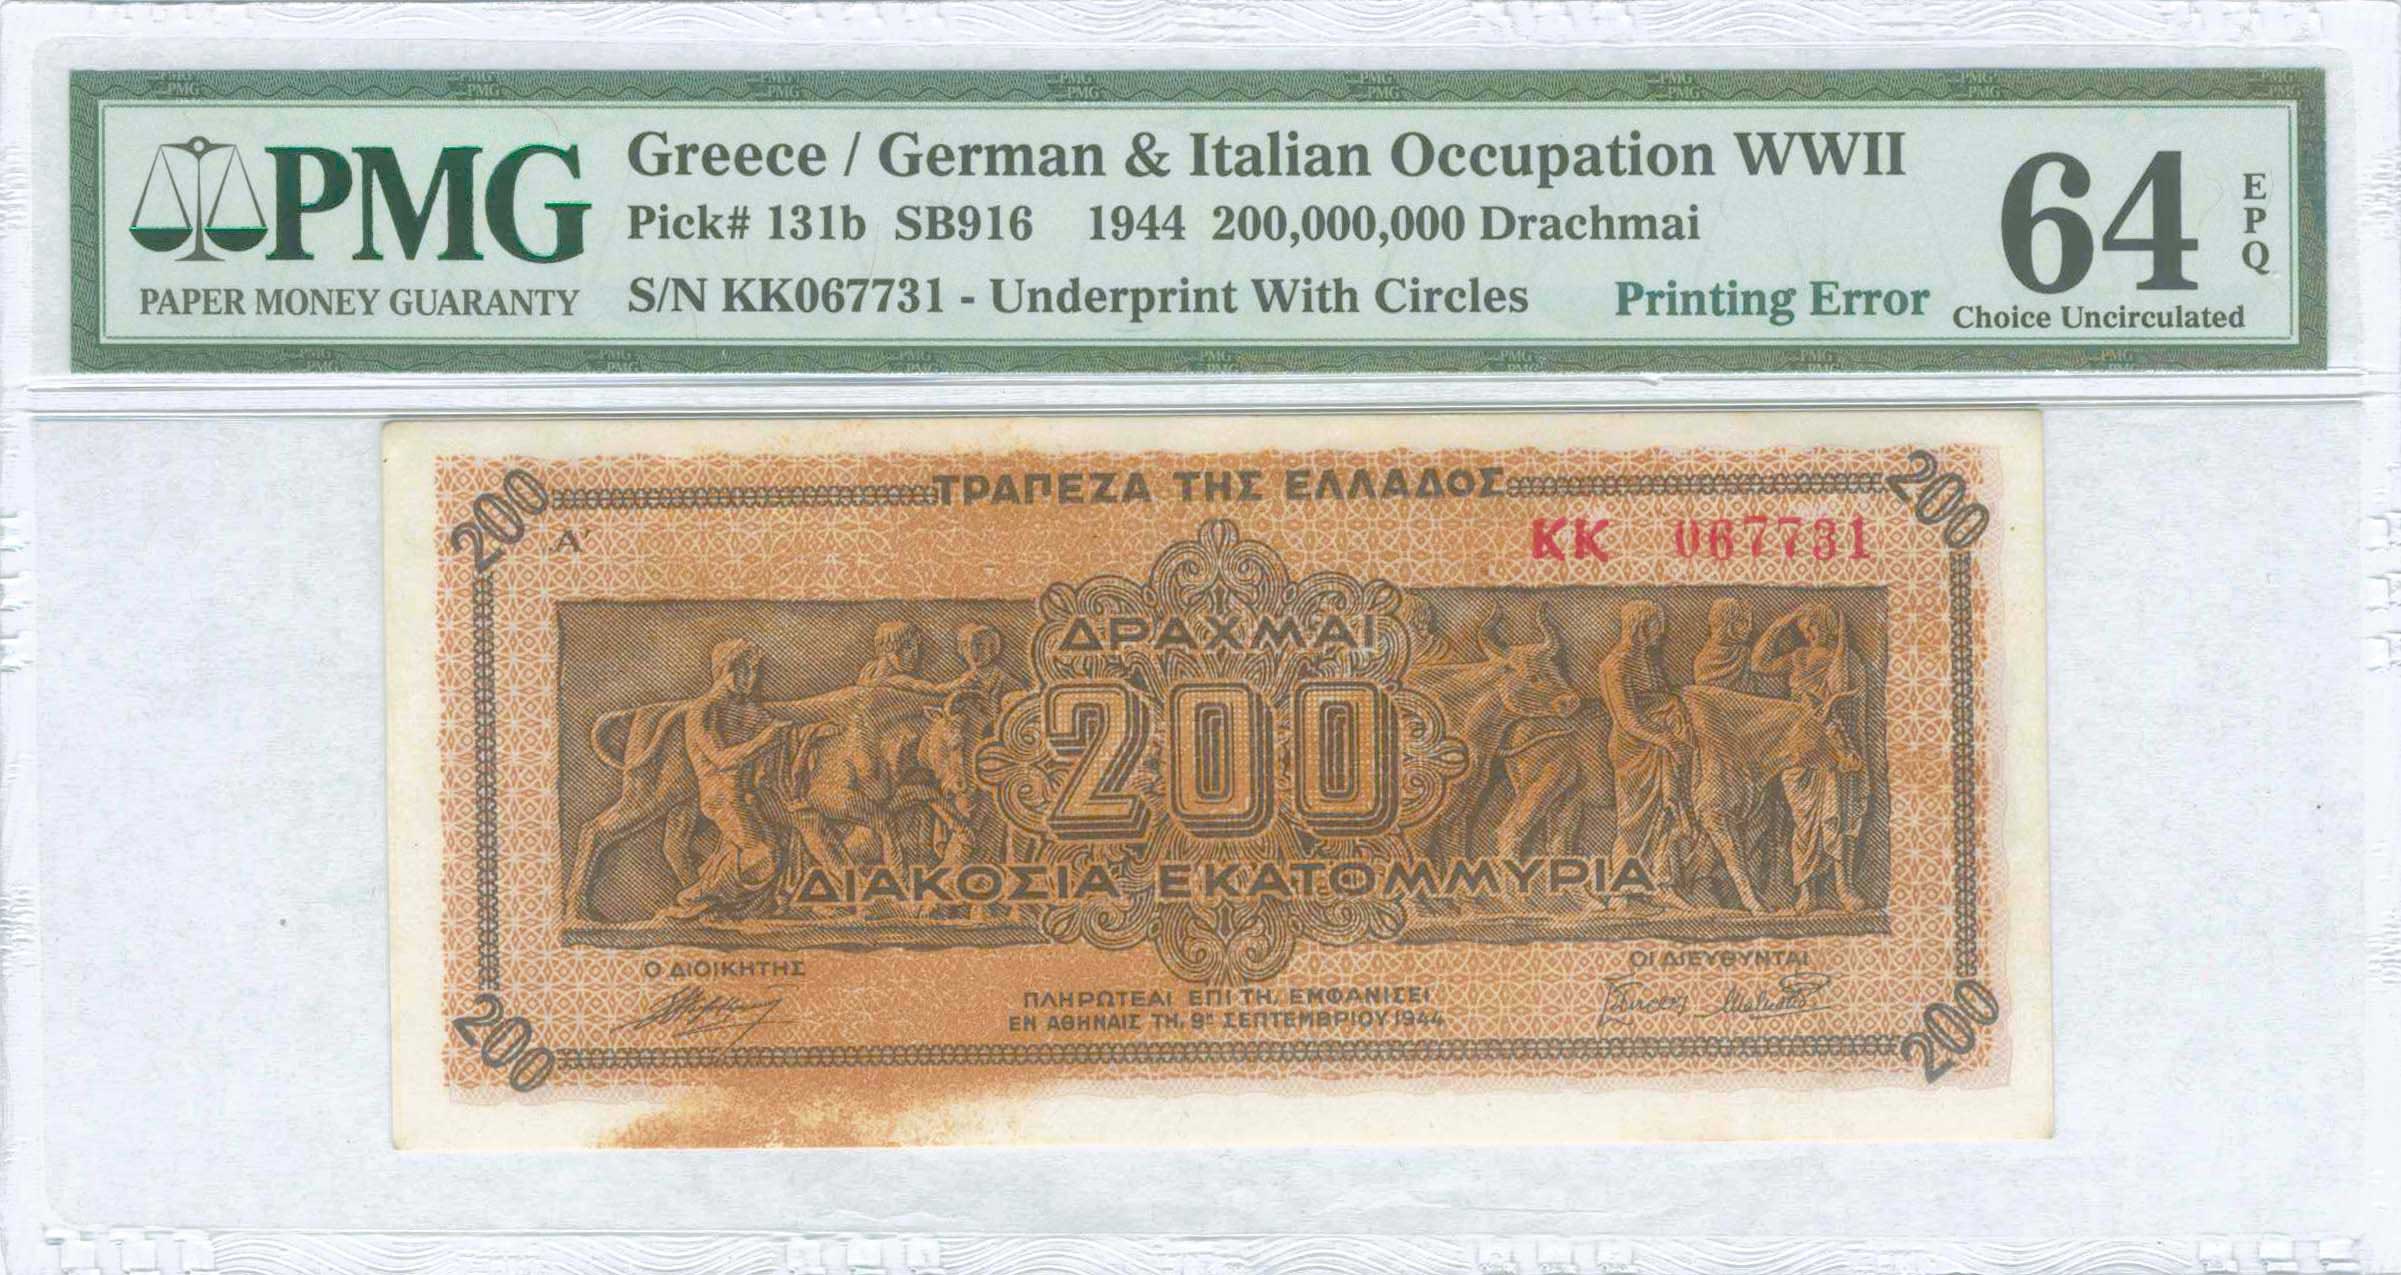 PMG
PAPER MONEY GUARANTY
Greece / German & Italian Occupation WWII
Pick# 131b SB916 1944 200,000,000 Drachmai
S/N KK067731 - Underprint With Circles
Printing Error
64
EPQ
Choice Uncirculated
200 ΤΡΑΠΕΖΑ ΤΗΣ ΕΛΛΑΔΟΣ 200
Α' KK 067731
ΔΡΑΧΜΑΙ
200
ΔΙΑΚΟΣΙΑ ΕΚΑΤΟΜΜΥΡΙΑ
Ο ΔΙΟΙΚΗΤΗΣ
ΟΙ ΔΙΕΥΘΥΝΤΑΙ
ΠΛΗΡΩΤΕΑΙ ΕΠΙ ΤΗ, ΕΜΦΑΝΙΣΕΙ
ΕΝ ΑΘΗΝΑΙΣ ΤΗ, 9ῃ ΣΕΠΤΕΜΒΡΙΟΥ 1944
200 200